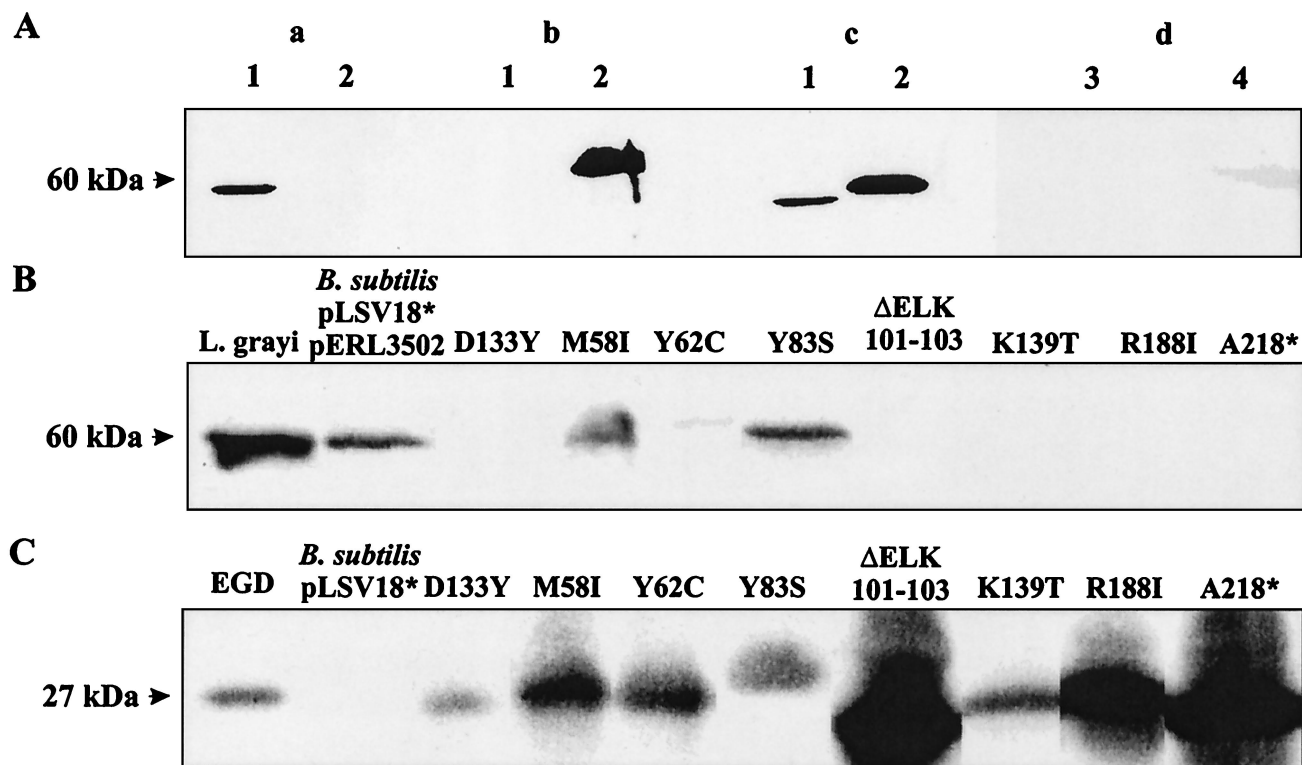 A
a b c d
1 2 1 2 1 2 3 4
60 kDa
B
L. grayi B. subtilis pLSV18* pERL3502 D133Y M58I Y62C Y83S ΔELK 101-103 K139T R188I A218*
60 kDa
C
EGD B. subtilis pLSV18* D133Y M58I Y62C Y83S ΔELK 101-103 K139T R188I A218*
27 kDa